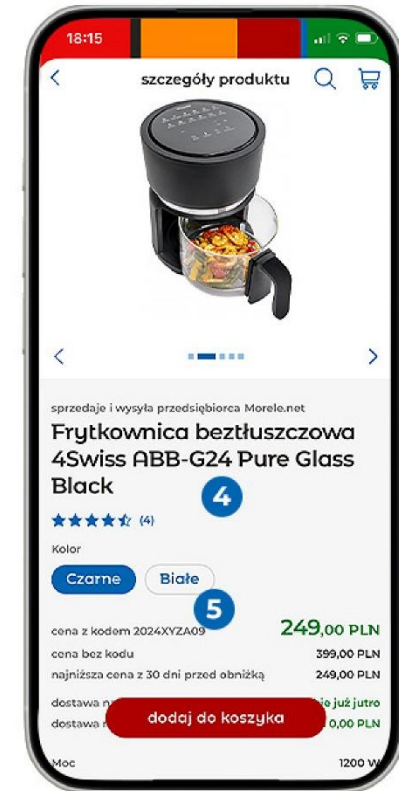 18:15
szczegóły produktu
sprzedaje i wysyła przedsiębiorca Morele.net
Frytkownica beztłuszczowa
4Swiss ABB-G24 Pure Glass
Black
4
(4)
Kolor
Czarne Białe
5
cena z kodem 2024XYZA09 249,00 PLN
cena bez kodu 399,00 PLN
najniższa cena z 30 dni przed obniżką 249,00 PLN
dostawa już jutro
dostawa 0,00 PLN
dodaj do koszyka
Moc 1200 W